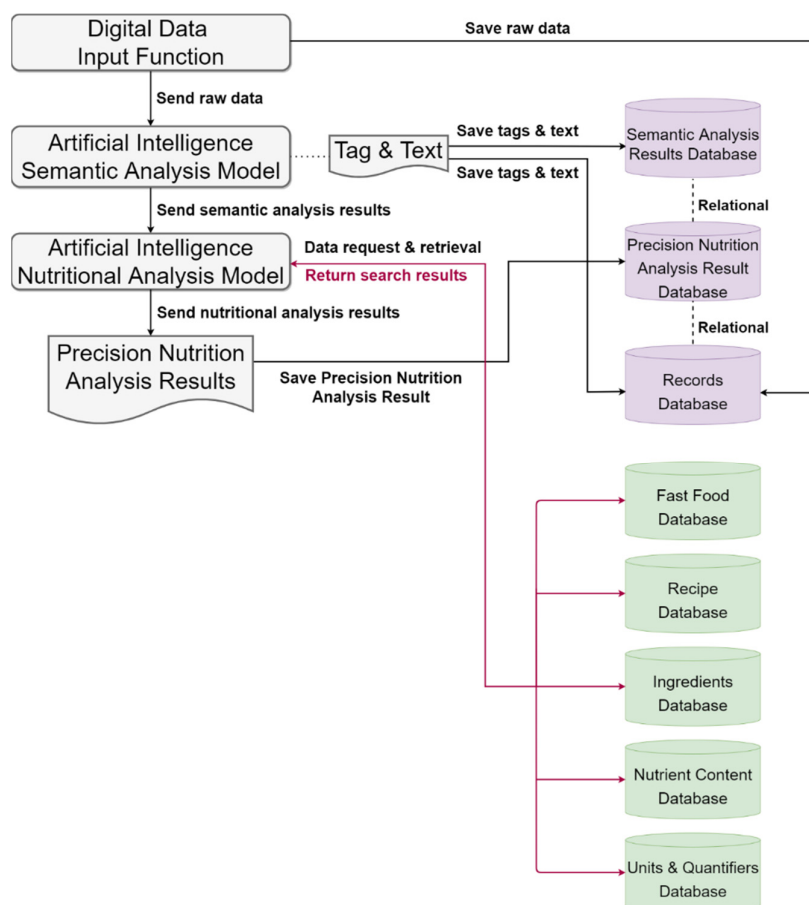 Digital Data
Input Function
Save raw data
Send raw data
Artificial Intelligence
Semantic Analysis Model
Tag & Text
Save tags & text
Save tags & text
Semantic Analysis
Results Database
Send semantic analysis results
Relational
Artificial Intelligence
Nutritional Analysis Model
Data request & retrieval
Return search results
Precision Nutrition
Analysis Result
Database
Send nutritional analysis results
Relational
Precision Nutrition
Analysis Results
Save Precision Nutrition
Analysis Result
Records
Database
Fast Food
Database
Recipe
Database
Ingredients
Database
Nutrient Content
Database
Units & Quantifiers
Database